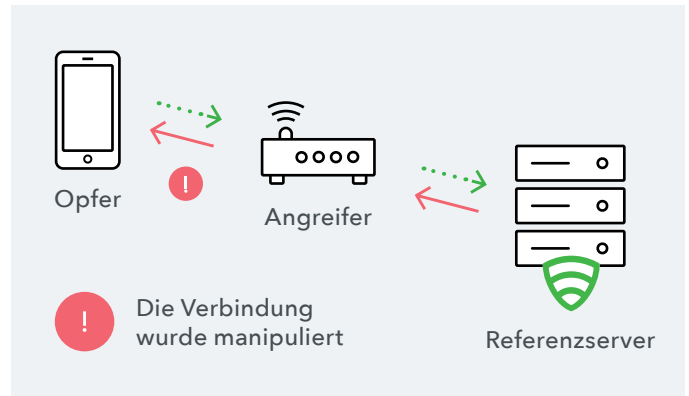 Opfer
!
Angreifer
!
Die Verbindung
wurde manipuliert
Referenzserver